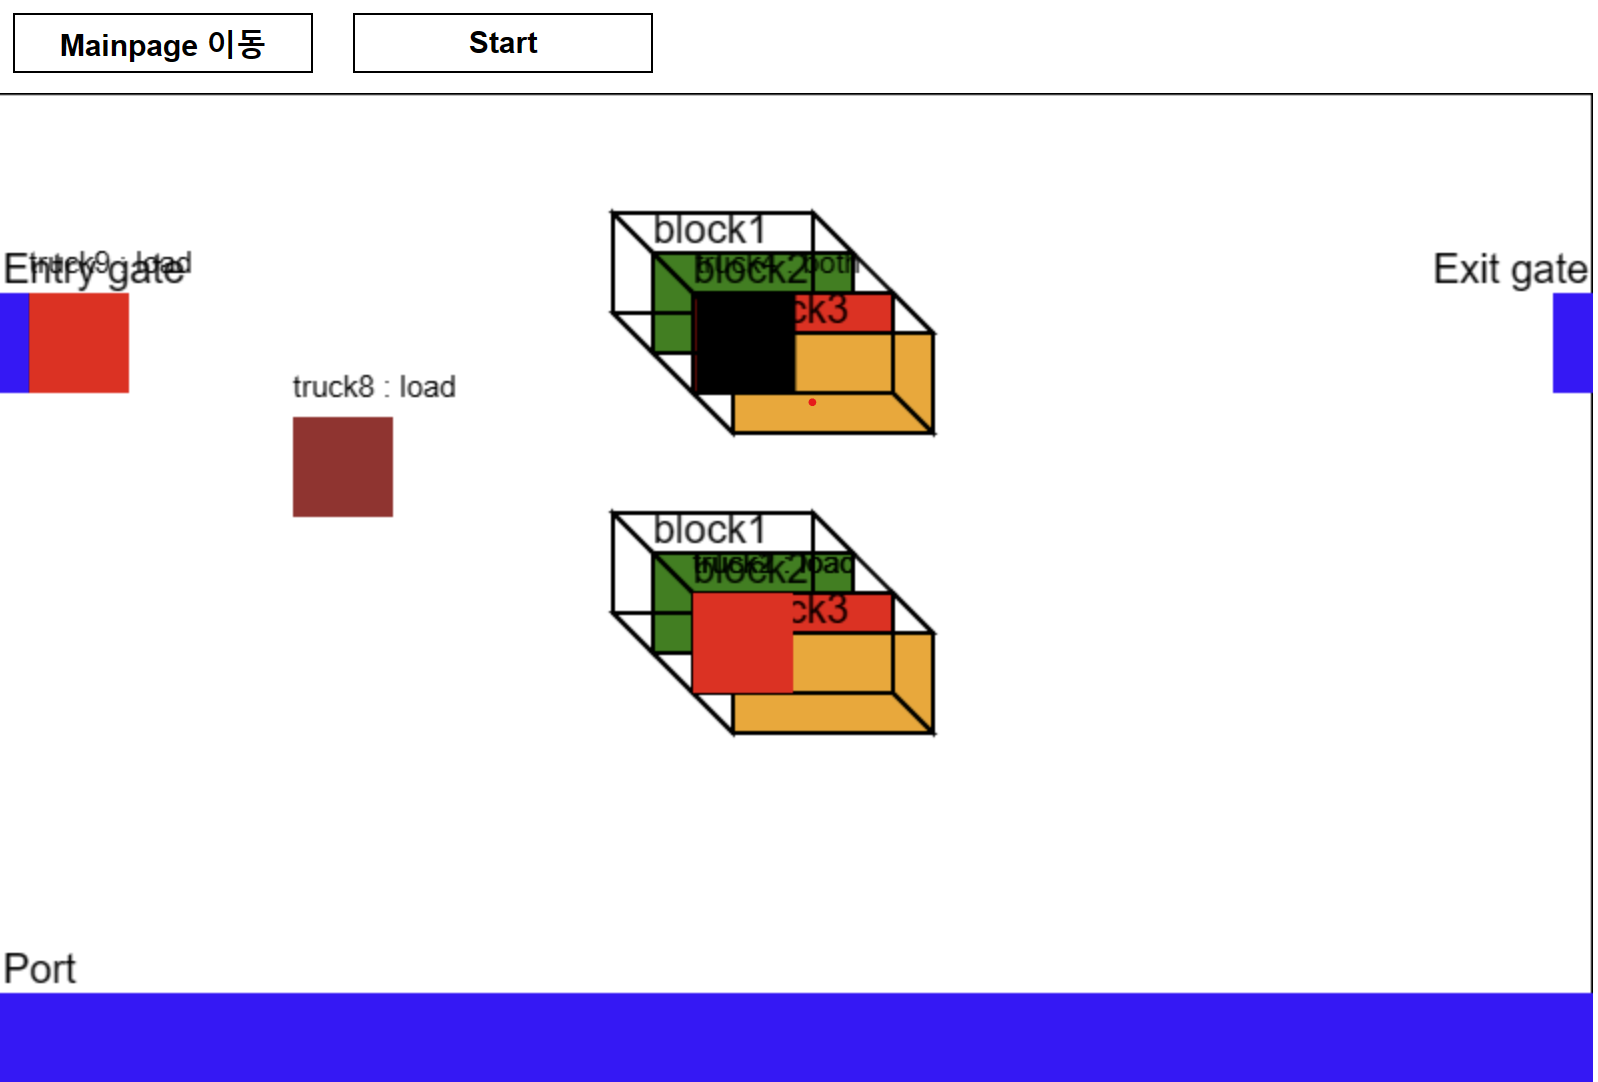 Mainpage 이동
Start
block1
Entry gate
truck9 : load
block2
truck4 : both
Exit gate
ck3
truck8 : load
block1
block2
: load
ck3
Port